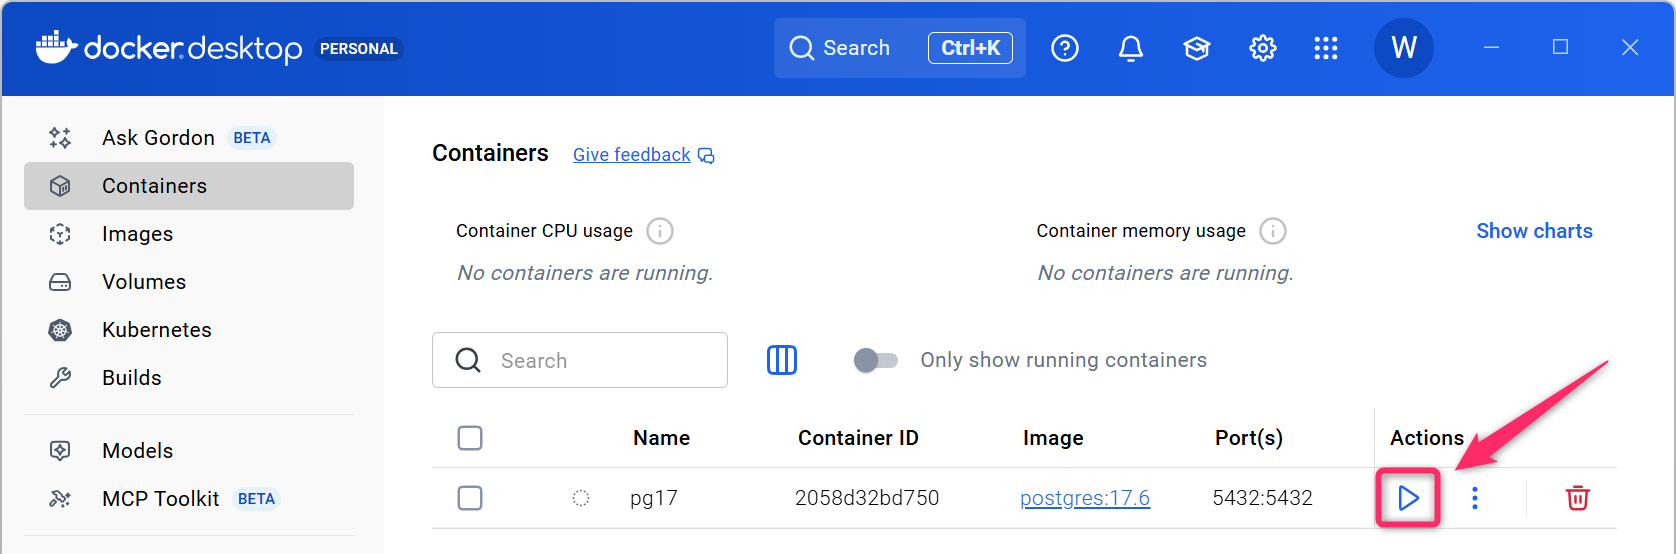 docker desktop PERSONAL
Search Ctrl+K
W
Ask Gordon BETA
Containers
Images
Volumes
Kubernetes
Builds
Models
MCP Toolkit BETA
Containers Give feedback
Container CPU usage
No containers are running.
Container memory usage
No containers are running.
Show charts
Search
Only show running containers
Name Container ID Image Port(s) Actions
pg17 2058d32bd750 postgres:17.6 5432:5432